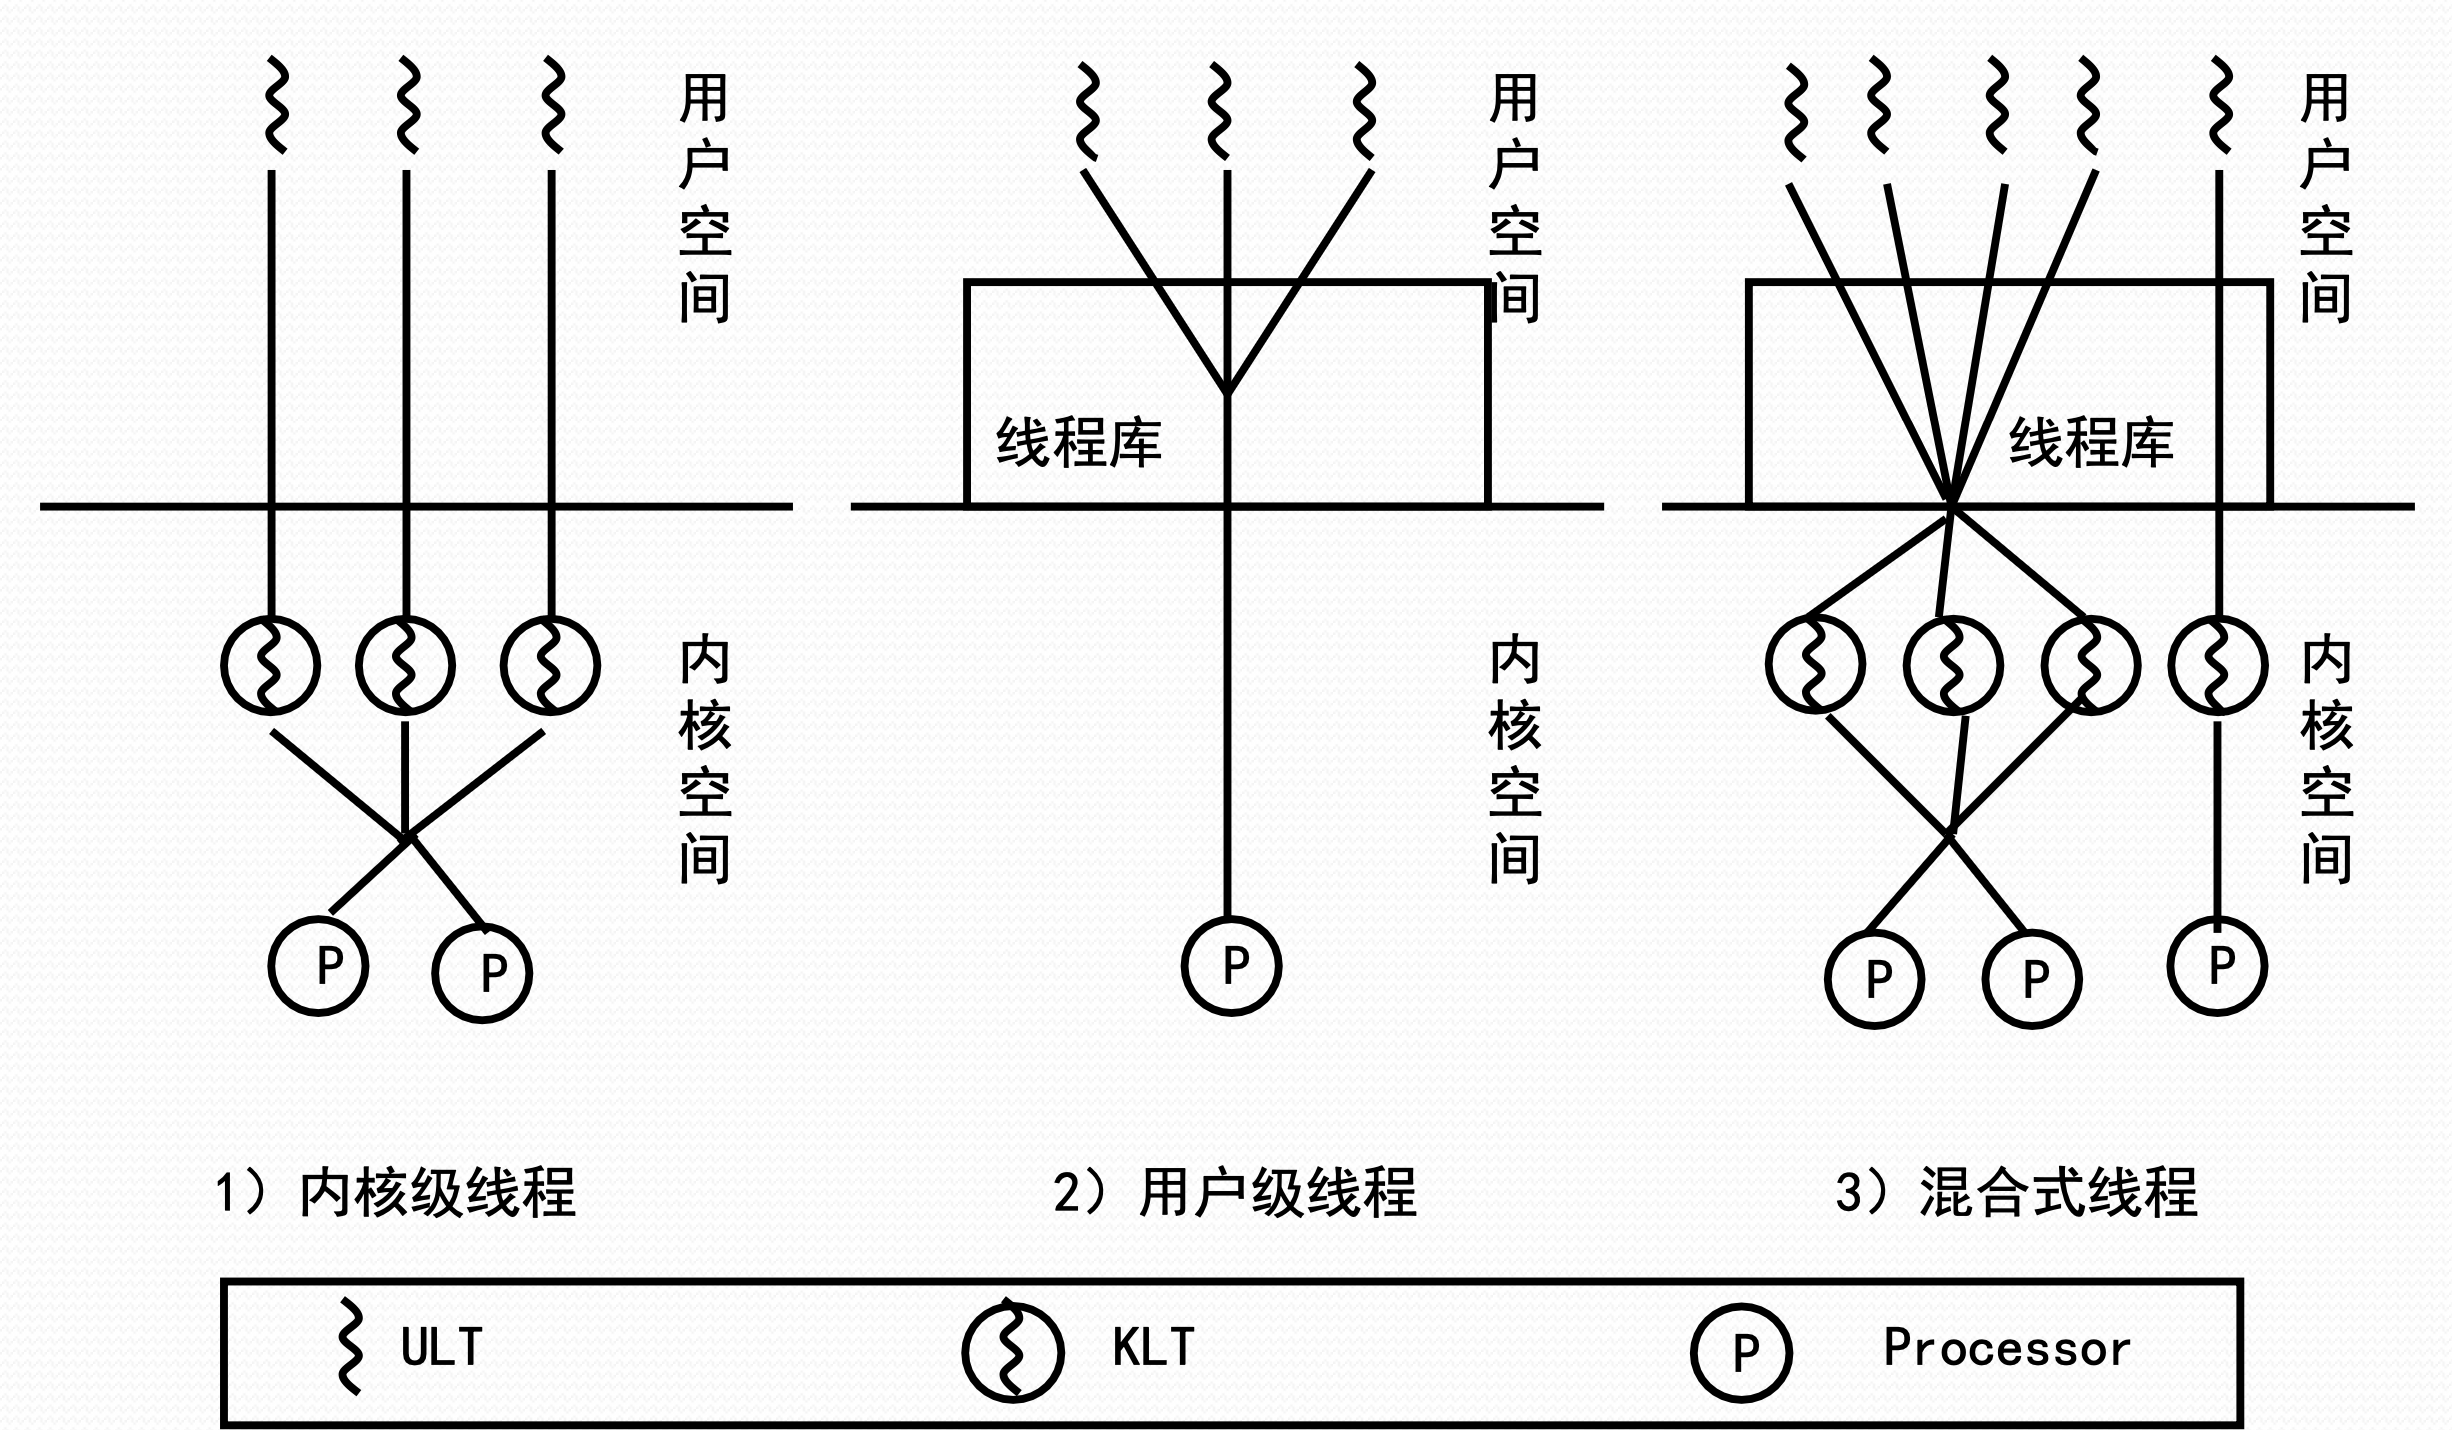 用户空间
内核空间
P
P
1）内核级线程
用户空间
线程库
内核空间
P
2）用户级线程
用户空间
线程库
内核空间
P
P
P
3）混合式线程
ULT
KLT
P
Processor